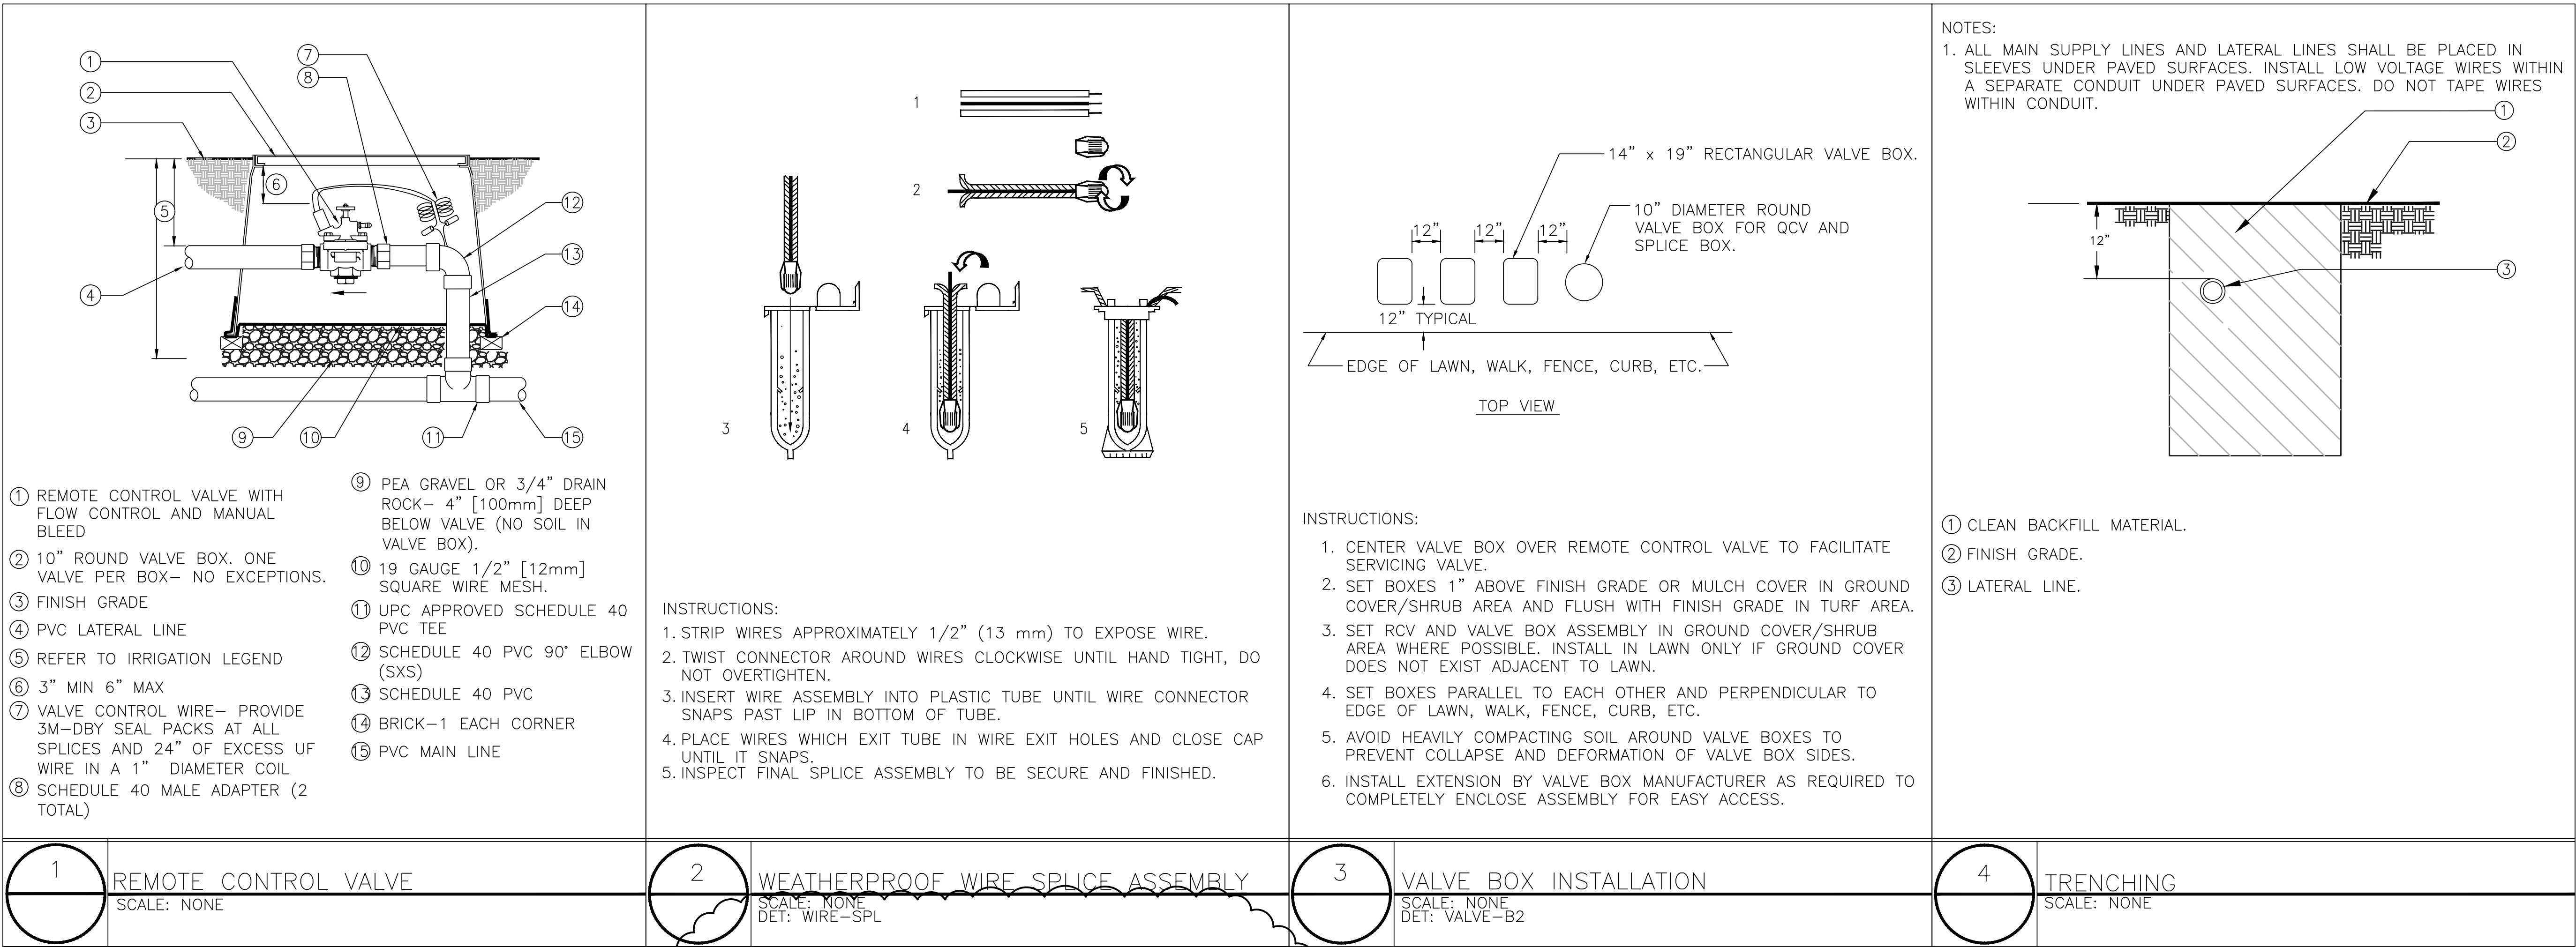 1
2
3
7
8
6
5
12
13
4
14
9
10
11
15
① REMOTE CONTROL VALVE WITH
FLOW CONTROL AND MANUAL
BLEED
② 10” ROUND VALVE BOX. ONE
VALVE PER BOX– NO EXCEPTIONS.
③ FINISH GRADE
④ PVC LATERAL LINE
⑤ REFER TO IRRIGATION LEGEND
⑥ 3” MIN 6” MAX
⑦ VALVE CONTROL WIRE– PROVIDE
3M–DBY SEAL PACKS AT ALL
SPLICES AND 24” OF EXCESS UF
WIRE IN A 1” DIAMETER COIL
⑧ SCHEDULE 40 MALE ADAPTER (2
TOTAL)
⑨ PEA GRAVEL OR 3/4” DRAIN
ROCK– 4” [100mm] DEEP
BELOW VALVE (NO SOIL IN
VALVE BOX).
⑩ 19 GAUGE 1/2” [12mm]
SQUARE WIRE MESH.
⑪ UPC APPROVED SCHEDULE 40
PVC TEE
⑫ SCHEDULE 40 PVC 90° ELBOW
(SXS)
⑬ SCHEDULE 40 PVC
⑭ BRICK–1 EACH CORNER
⑮ PVC MAIN LINE
1
REMOTE CONTROL VALVE
SCALE: NONE
1
2
3
4
5
INSTRUCTIONS:
1. STRIP WIRES APPROXIMATELY 1/2” (13 mm) TO EXPOSE WIRE.
2. TWIST CONNECTOR AROUND WIRES CLOCKWISE UNTIL HAND TIGHT, DO
NOT OVERTIGHTEN.
3. INSERT WIRE ASSEMBLY INTO PLASTIC TUBE UNTIL WIRE CONNECTOR
SNAPS PAST LIP IN BOTTOM OF TUBE.
4. PLACE WIRES WHICH EXIT TUBE IN WIRE EXIT HOLES AND CLOSE CAP
UNTIL IT SNAPS.
5. INSPECT FINAL SPLICE ASSEMBLY TO BE SECURE AND FINISHED.
2
WEATHERPROOF WIRE SPLICE ASSEMBLY
SCALE: NONE
DET: WIRE–SPL
14” x 19” RECTANGULAR VALVE BOX.
10” DIAMETER ROUND
VALVE BOX FOR QCV AND
SPLICE BOX.
12” 12” 12”
12” TYPICAL
EDGE OF LAWN, WALK, FENCE, CURB, ETC.
TOP VIEW
INSTRUCTIONS:
1. CENTER VALVE BOX OVER REMOTE CONTROL VALVE TO FACILITATE
SERVICING VALVE.
2. SET BOXES 1” ABOVE FINISH GRADE OR MULCH COVER IN GROUND
COVER/SHRUB AREA AND FLUSH WITH FINISH GRADE IN TURF AREA.
3. SET RCV AND VALVE BOX ASSEMBLY IN GROUND COVER/SHRUB
AREA WHERE POSSIBLE. INSTALL IN LAWN ONLY IF GROUND COVER
DOES NOT EXIST ADJACENT TO LAWN.
4. SET BOXES PARALLEL TO EACH OTHER AND PERPENDICULAR TO
EDGE OF LAWN, WALK, FENCE, CURB, ETC.
5. AVOID HEAVILY COMPACTING SOIL AROUND VALVE BOXES TO
PREVENT COLLAPSE AND DEFORMATION OF VALVE BOX SIDES.
6. INSTALL EXTENSION BY VALVE BOX MANUFACTURER AS REQUIRED TO
COMPLETELY ENCLOSE ASSEMBLY FOR EASY ACCESS.
3
VALVE BOX INSTALLATION
SCALE: NONE
DET: VALVE–B2
NOTES:
1. ALL MAIN SUPPLY LINES AND LATERAL LINES SHALL BE PLACED IN
SLEEVES UNDER PAVED SURFACES. INSTALL LOW VOLTAGE WIRES WITHIN
A SEPARATE CONDUIT UNDER PAVED SURFACES. DO NOT TAPE WIRES
WITHIN CONDUIT.
1
2
12”
3
① CLEAN BACKFILL MATERIAL.
② FINISH GRADE.
③ LATERAL LINE.
4
TRENCHING
SCALE: NONE